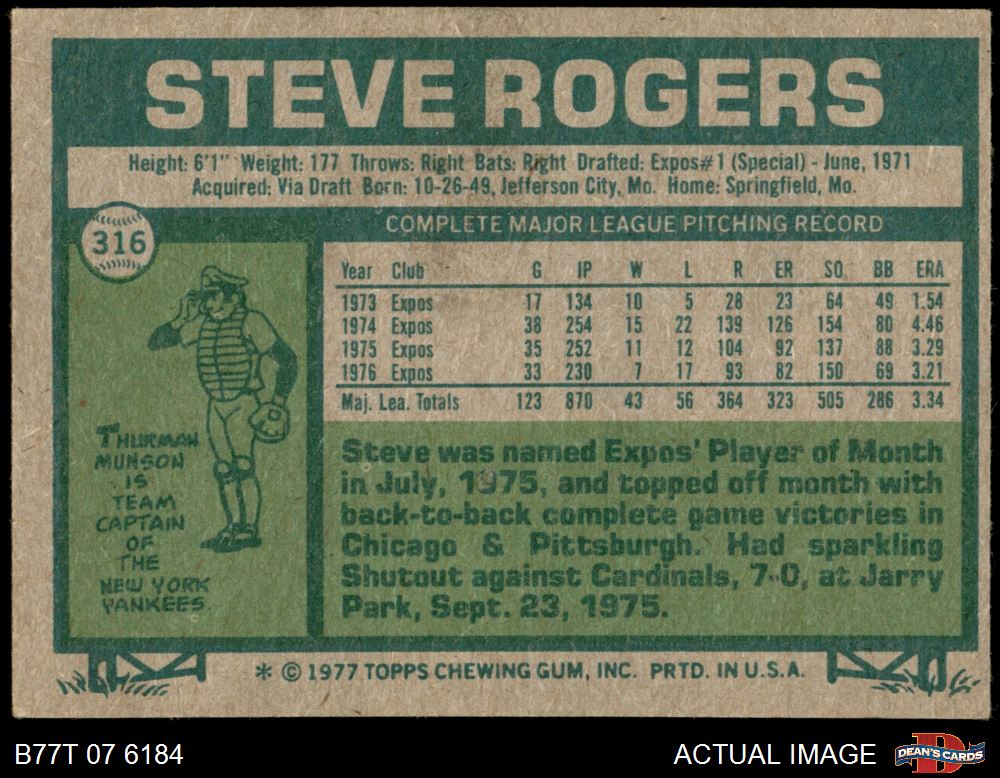 STEVE ROGERS
Height: 6'1" Weight: 177 Throws: Right Bats: Right Drafted: Expos#1 (Special) - June, 1971
Acquired: Via Draft Born: 10-26-49, Jefferson City, Mo. Home: Springfield, Mo.
316
COMPLETE MAJOR LEAGUE PITCHING RECORD
Year Club G IP W L R ER SO BB ERA
1973 Expos 17 134 10 5 28 23 64 49 1.54
1974 Expos 38 254 15 22 139 126 154 80 4.46
1975 Expos 35 252 11 12 104 92 137 88 3.29
1976 Expos 33 230 7 17 93 82 150 69 3.21
Maj. Lea. Totals 123 870 43 56 364 323 505 286 3.34
THURMAN
MUNSON
IS
TEAM
CAPTAIN
OF
THE
NEW YORK
YANKEES.
Steve was named Expos' Player of Month
in July, 1975, and topped off month with
back-to-back complete game victories in
Chicago & Pittsburgh. Had sparkling
Shutout against Cardinals, 7-0, at Jarry
Park, Sept. 23, 1975.
* © 1977 TOPPS CHEWING GUM, INC. PRTD. IN U.S.A.
B77T 07 6184
ACTUAL IMAGE
D
DEAN'S CARDS